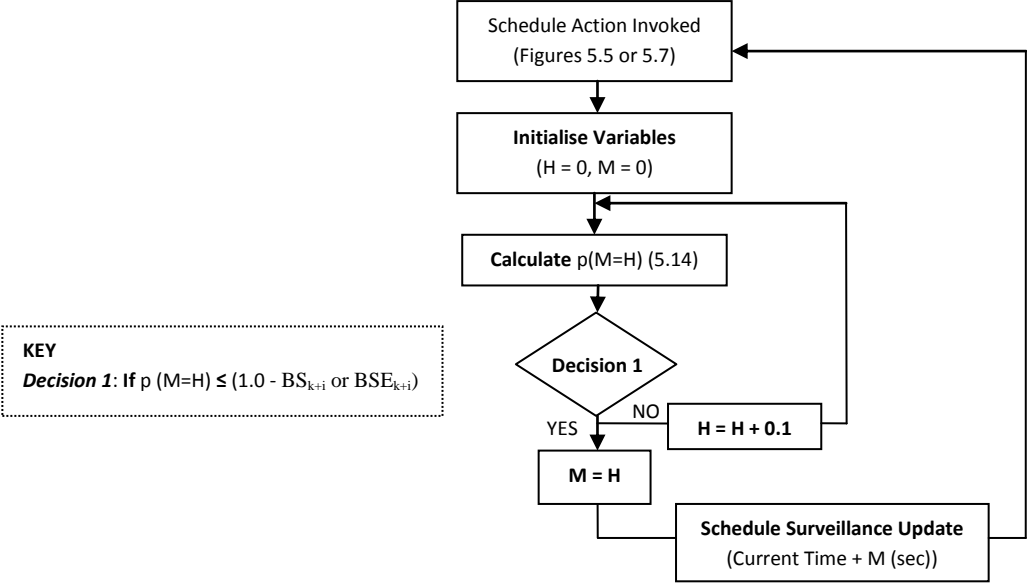 Schedule Action Invoked
(Figures 5.5 or 5.7)
Initialise Variables
(H = 0, M = 0)
Calculate p(M=H) (5.14)
KEY
Decision 1: If p (M=H) ≤ (1.0 - BSk+i or BSEk+i)
Decision 1
NO
YES
H = H + 0.1
M = H
Schedule Surveillance Update
(Current Time + M (sec))